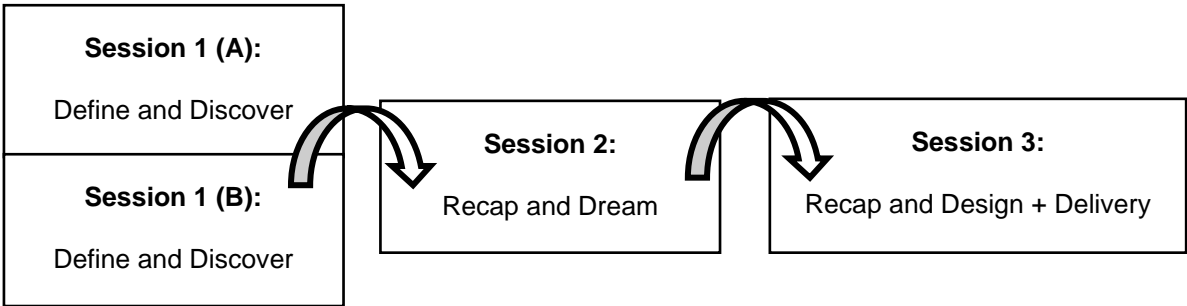 Session 1 (A):
Define and Discover
Session 1 (B):
Define and Discover
Session 2:
Recap and Dream
Session 3:
Recap and Design + Delivery